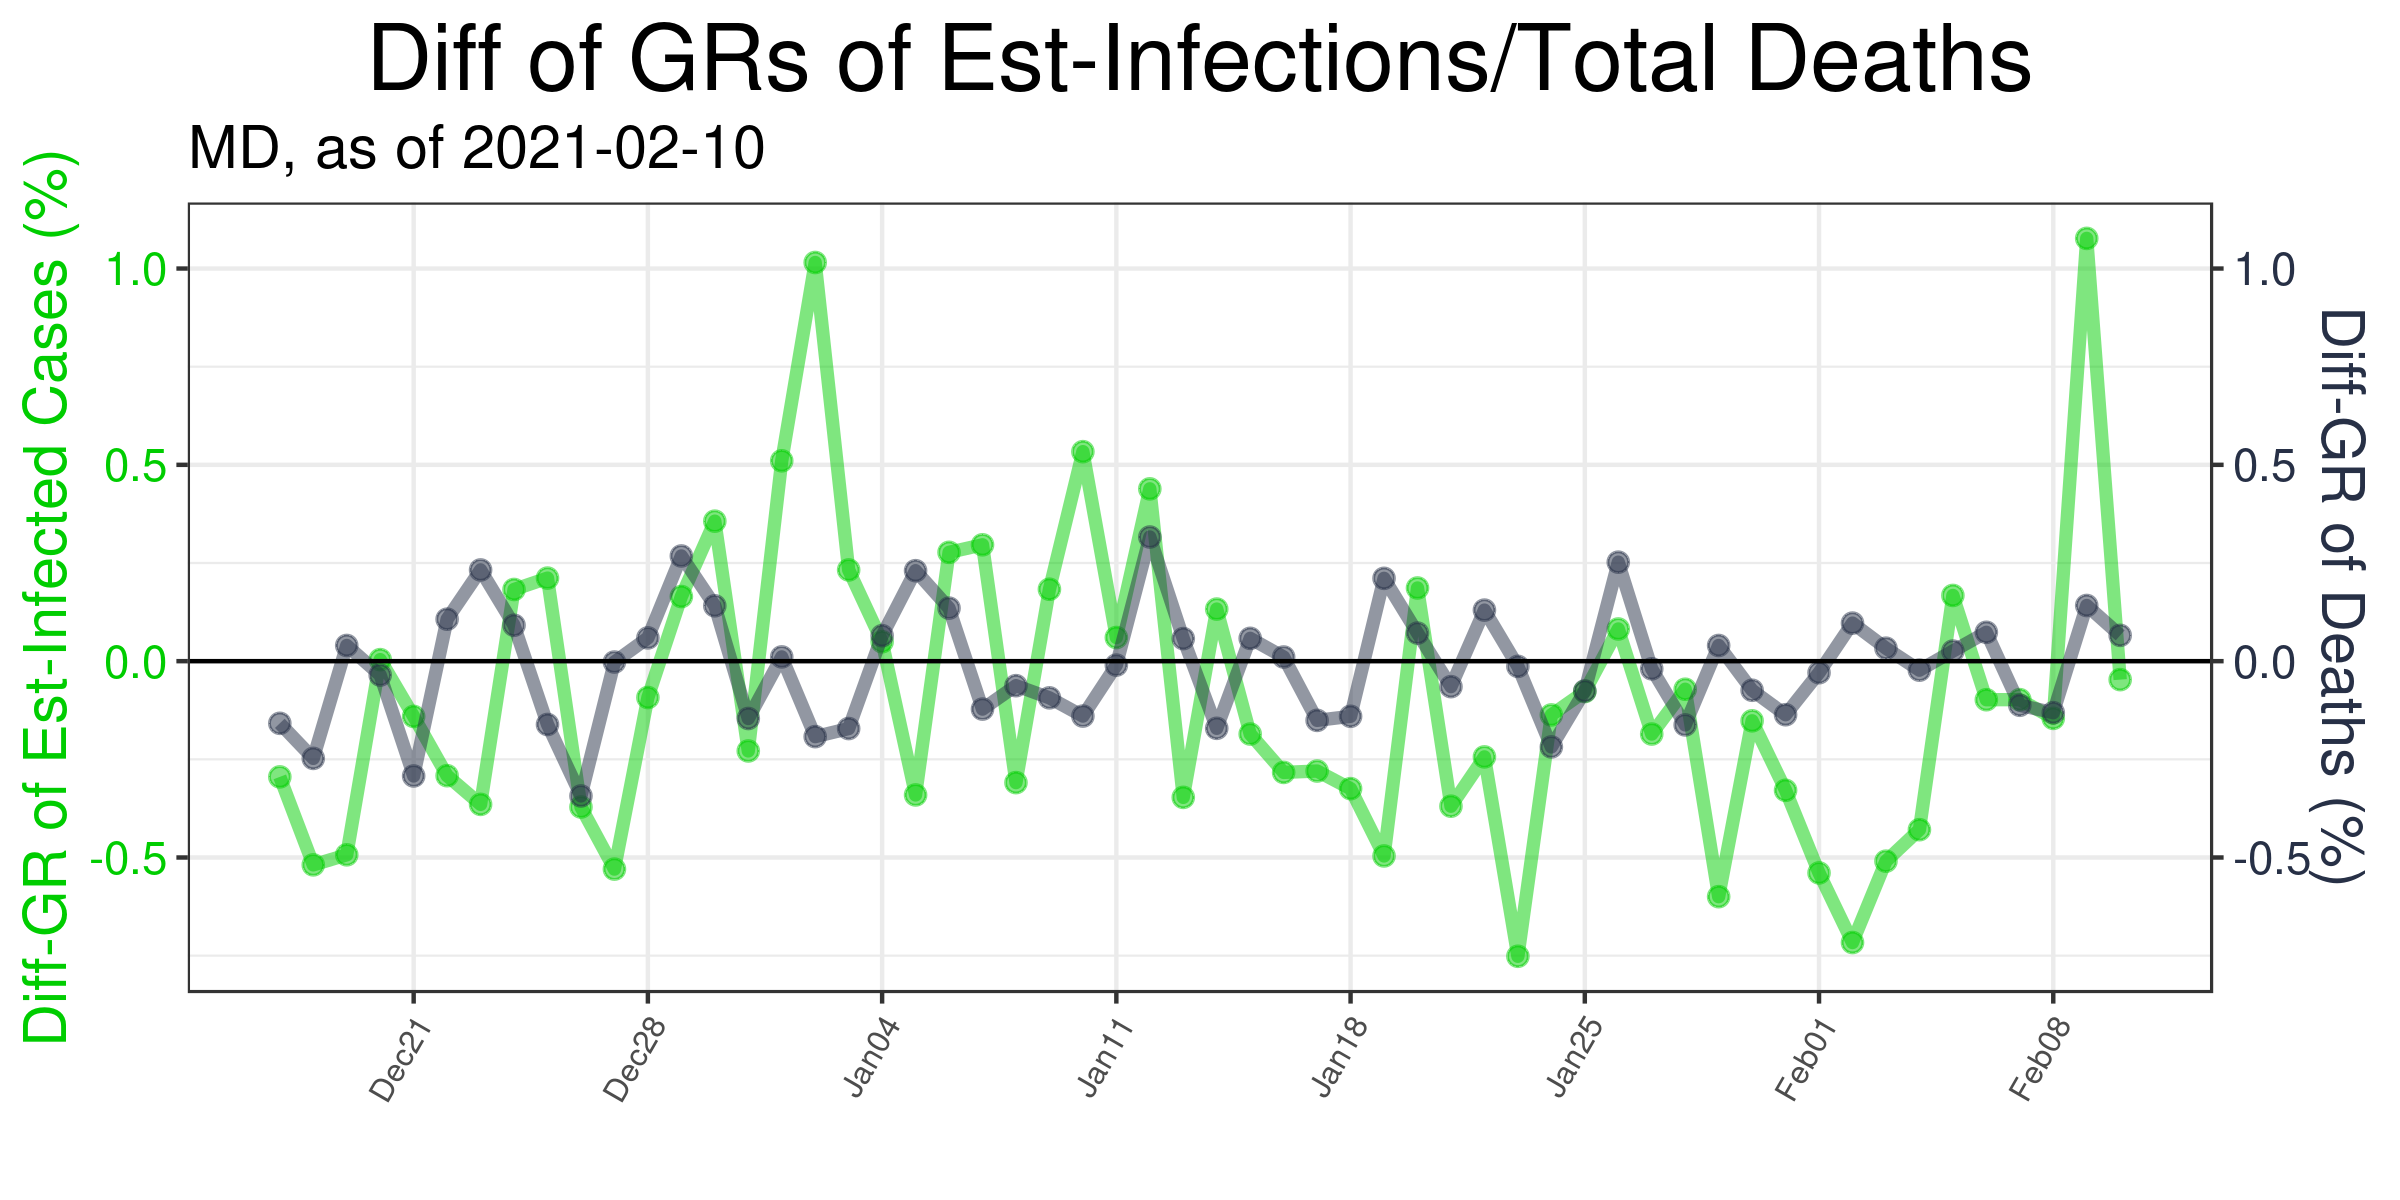 Diff of GRs of Est-Infections/Total Deaths
MD, as of 2021-02-10
Diff-GR of Est-Infected Cases (%)
1.0
0.5
0.0
-0.5
1.0
0.5
0.0
-0.5
Diff-GR of Deaths (%)
Dec21
Dec28
Jan04
Jan11
Jan18
Jan25
Feb01
Feb08